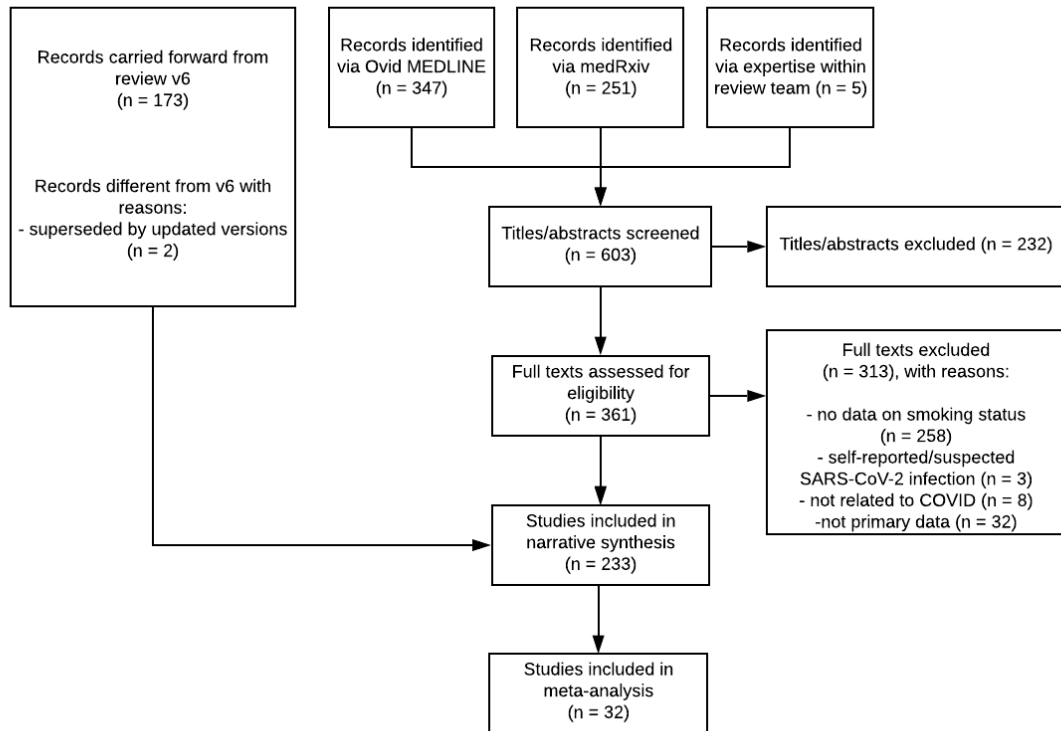 Records carried forward from
review v6
(n = 173)
Records different from v6 with
reasons:
- superseded by updated versions
(n = 2)
Records identified
via Ovid MEDLINE
(n = 347)
Records identified
via medRxiv
(n = 251)
Records identified
via expertise within
review team (n = 5)
Titles/abstracts screened
(n = 603)
Titles/abstracts excluded (n = 232)
Full texts assessed for
eligibility
(n = 361)
Full texts excluded
(n = 313), with reasons:
- no data on smoking status
(n = 258)
- self-reported/suspected
SARS-CoV-2 infection (n = 3)
- not related to COVID (n = 8)
-not primary data (n = 32)
Studies included in
narrative synthesis
(n = 233)
Studies included in
meta-analysis
(n = 32)